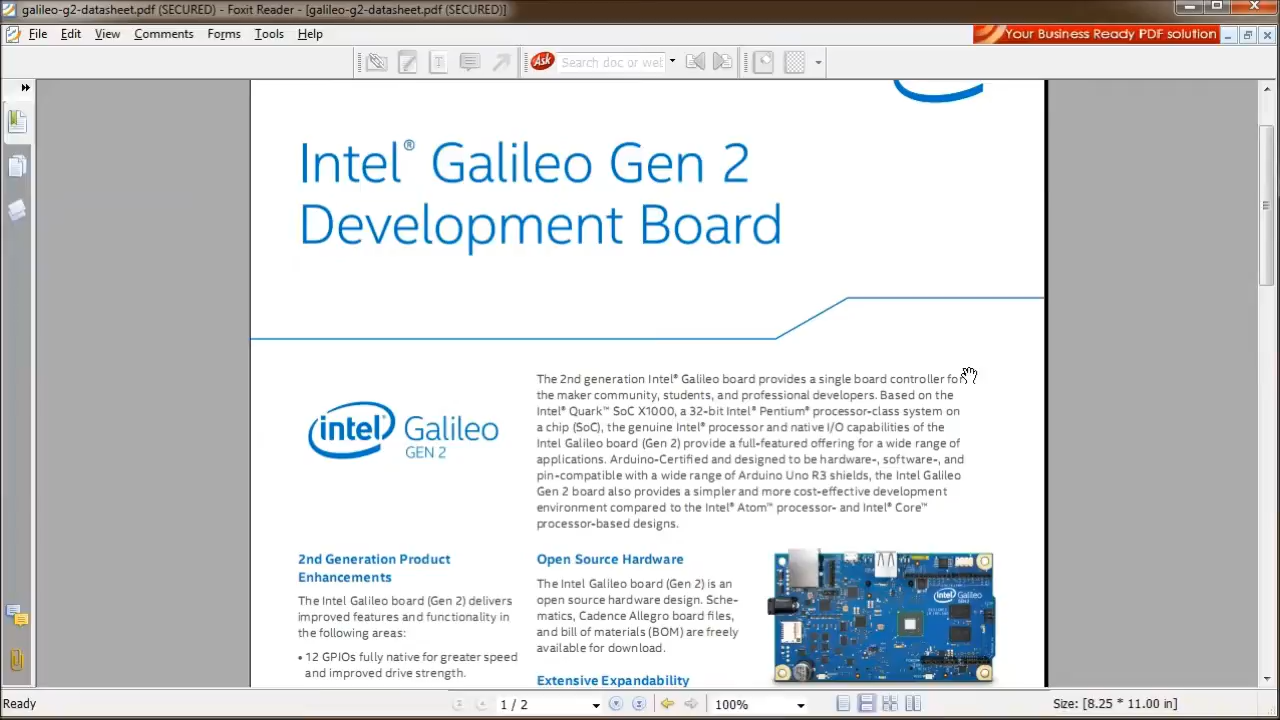 galileo-g2-datasheet.pdf (SECURED) - Foxit Reader - [galileo-g2-datasheet.pdf (SECURED)]
File Edit View Comments Forms Tools Help
Your Business Ready PDF solution
Ask Search doc or web
Intel® Galileo Gen 2
Development Board
intel® Galileo
GEN 2
The 2nd generation Intel® Galileo board provides a single board controller for
the maker community, students, and professional developers. Based on the
Intel® Quark™ SoC X1000, a 32-bit Intel® Pentium® processor-class system on
a chip (SoC), the genuine Intel® processor and native I/O capabilities of the
Intel Galileo board (Gen 2) provide a full-featured offering for a wide range of
applications. Arduino-Certified and designed to be hardware-, software-, and
pin-compatible with a wide range of Arduino Uno R3 shields, the Intel Galileo
Gen 2 board also provides a simpler and more cost-effective development
environment compared to the Intel® Atom™ processor- and Intel® Core™
processor-based designs.
2nd Generation Product
Enhancements
The Intel Galileo board (Gen 2) delivers
improved features and functionality in
the following areas:
• 12 GPIOs fully native for greater speed
and improved drive strength.
Open Source Hardware
The Intel Galileo board (Gen 2) is an
open source hardware design. Sche-
matics, Cadence Allegro board files,
and bill of materials (BOM) are freely
available for download.
Extensive Expandability
intel Galileo
Ready
1 / 2
100%
Size: [8.25 * 11.00 in]